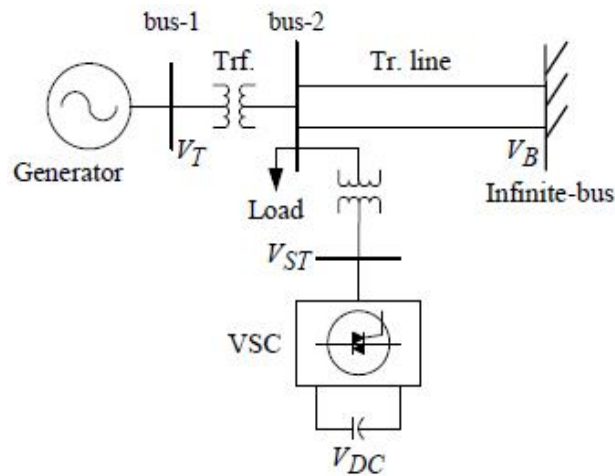 bus-1
bus-2
Trf.
Tr. line
V_T
V_B
Generator
Infinite-bus
Load
V_ST
VSC
V_DC